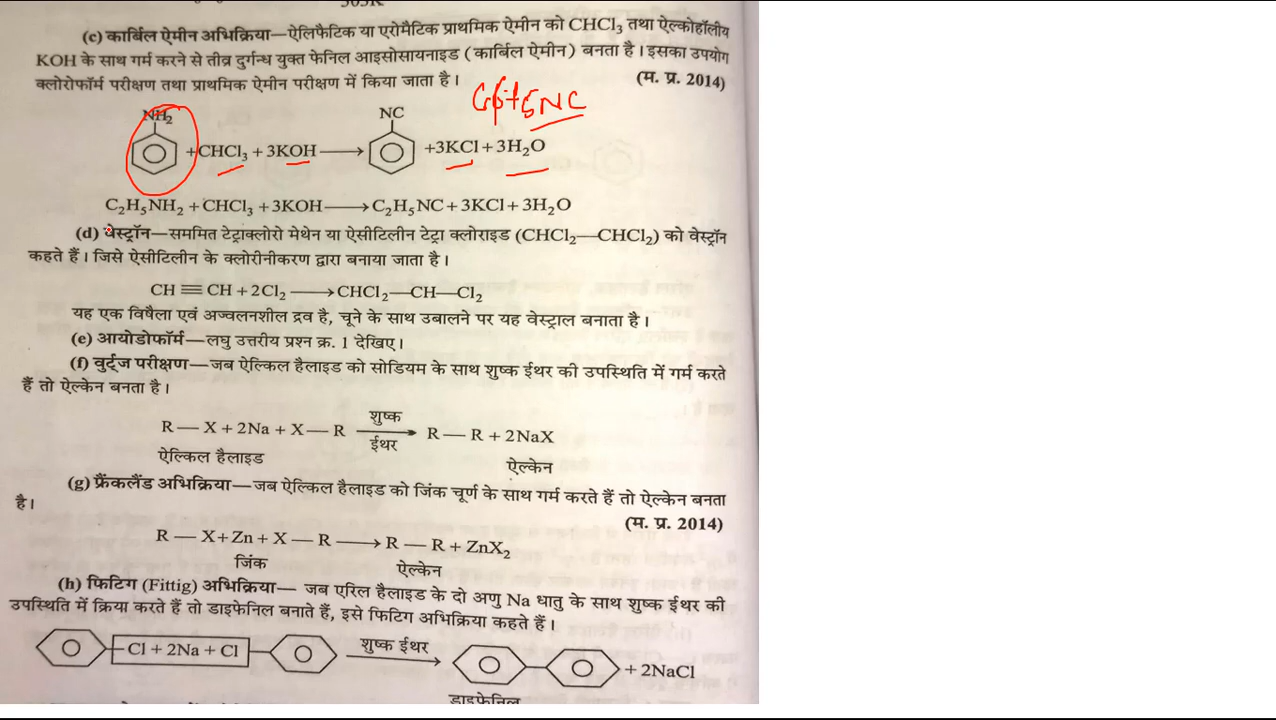 (c) कार्बिल ऐमीन अभिक्रिया—ऐलिफैटिक या एरोमैटिक प्राथमिक ऐमीन को CHCl₃ तथा ऐल्कोहॉलीय
KOH के साथ गर्म करने से तीव्र दुर्गन्ध युक्त फेनिल आइसोसायनाइड (कार्बिल ऐमीन) बनता है। इसका उपयोग
क्लोरोफॉर्म परीक्षण तथा प्राथमिक ऐमीन परीक्षण में किया जाता है। (म. प्र. 2014)
NH₂ NC
+CHCl₃ + 3KOH ⟶ +3KCl + 3H₂O
C₂H₅NH₂ + CHCl₃ + 3KOH ⟶ C₂H₅NC + 3KCl + 3H₂O
(d) वेस्ट्रॉन—सममित टेट्राक्लोरो मेथेन या ऐसीटिलीन टेट्रा क्लोराइड (CHCl₂—CHCl₂) को वेस्ट्रॉन
कहते हैं। जिसे ऐसीटिलीन के क्लोरीनीकरण द्वारा बनाया जाता है।
CH ≡ CH + 2Cl₂ ⟶ CHCl₂—CH—Cl₂
यह एक विषैला एवं अज्वलनशील द्रव है, चूने के साथ उबालने पर यह वेस्ट्राल बनाता है।
(e) आयोडोफॉर्म—लघु उत्तरीय प्रश्न क्र. 1 देखिए।
(f) वुर्ट्ज परीक्षण—जब ऐल्किल हैलाइड को सोडियम के साथ शुष्क ईथर की उपस्थिति में गर्म करते
हैं तो ऐल्केन बनता है।
शुष्क
R — X + 2Na + X — R ⟶ R — R + 2NaX
ईथर
ऐल्किल हैलाइड ऐल्केन
(g) फ्रैंकलैंड अभिक्रिया—जब ऐल्किल हैलाइड को जिंक चूर्ण के साथ गर्म करते हैं तो ऐल्केन बनता
है। (म. प्र. 2014)
R — X + Zn + X — R ⟶ R — R + ZnX₂
जिंक ऐल्केन
(h) फिटिग (Fittig) अभिक्रिया— जब एरिल हैलाइड के दो अणु Na धातु के साथ शुष्क ईथर की
उपस्थिति में क्रिया करते हैं तो डाइफेनिल बनाते हैं, इसे फिटिग अभिक्रिया कहते हैं।
शुष्क ईथर
Cl + 2Na + Cl ⟶ + 2NaCl
डाइफेनिल